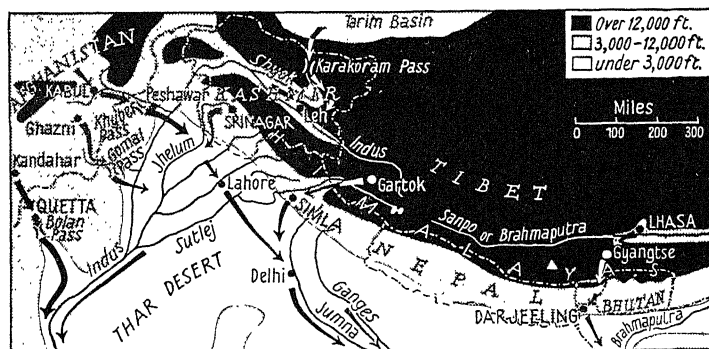 Tarim Basin
Over 12,000 ft.
3,000-12,000 ft.
under 3,000 ft.
AFGHANISTAN
Shyok
Karakoram Pass
KABUL
Peshawar
KASHMIR
Khyber Pass
Ghazni
Gomal Pass
SRINAGAR
Leh
Miles
0 100 200 300
Kandahar
Jhelum
Indus
HIMALAYAS
TIBET
Lahore
Gartok
QUETTA
Bolan Pass
SIMLA
Sanpo or Brahmaputra
LHASA
Indus
Sutlej
NEPAL
Gyangtse
THAR DESERT
Delhi
Ganges
Jumna
DARJEELING
BHUTAN
Brahmaputra